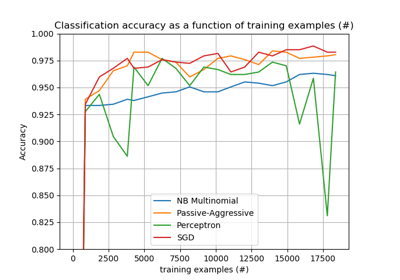 Classification accuracy as a function of training examples (#)
1.000
0.975
0.950
0.925
0.900
0.875
0.850
0.825
0.800
Accuracy
NB Multinomial
Passive-Aggressive
Perceptron
SGD
0 2500 5000 7500 10000 12500 15000 17500
training examples (#)